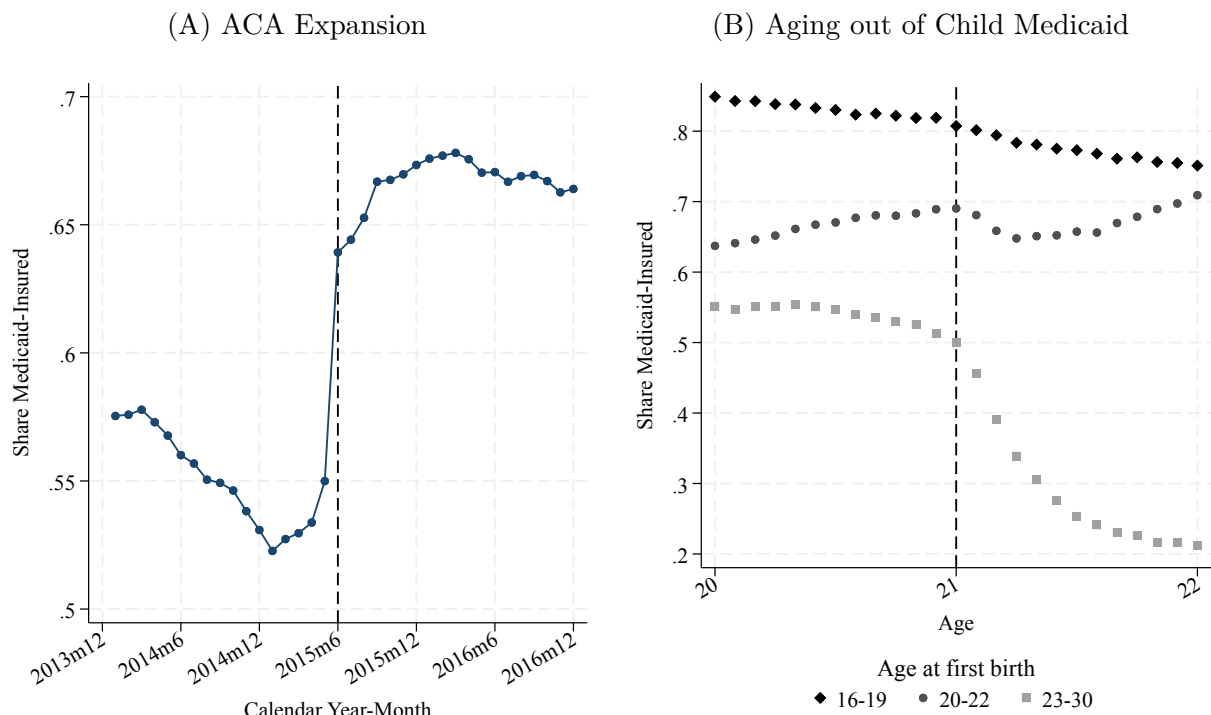 (A) ACA Expansion
.7
.65
.6
.55
.5
Share Medicaid-Insured
2013m12
2014m6
2014m12
2015m6
2015m12
2016m6
2016m12
Calendar Year-Month
(B) Aging out of Child Medicaid
.8
.7
.6
.5
.4
.3
.2
Share Medicaid-Insured
20
21
22
Age
Age at first birth
16-19 20-22 23-30